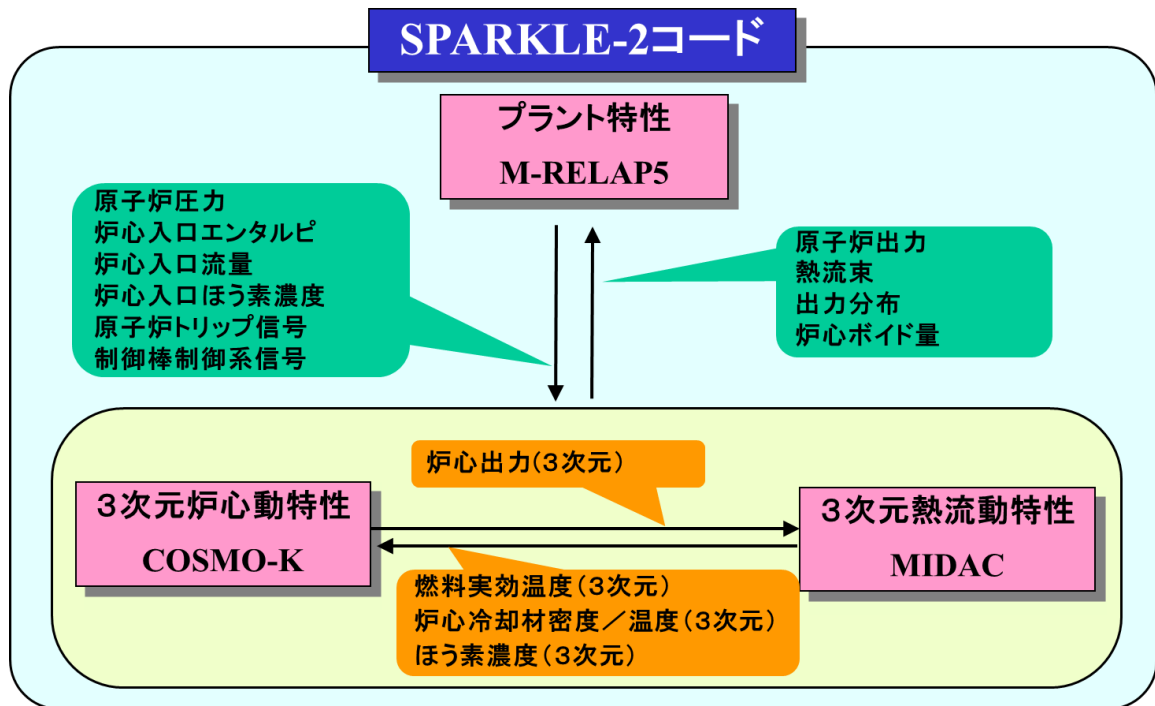 SPARKLE-2コード
プラント特性
M-RELAP5
原子炉圧力
炉心入口エンタルピ
炉心入口流量
炉心入口ほう素濃度
原子炉トリップ信号
制御棒制御系信号
原子炉出力
熱流束
出力分布
炉心ボイド量
炉心出力(3次元)
3次元炉心動特性
COSMO-K
3次元熱流動特性
MIDAC
燃料実効温度(3次元)
炉心冷却材密度/温度(3次元)
ほう素濃度(3次元)